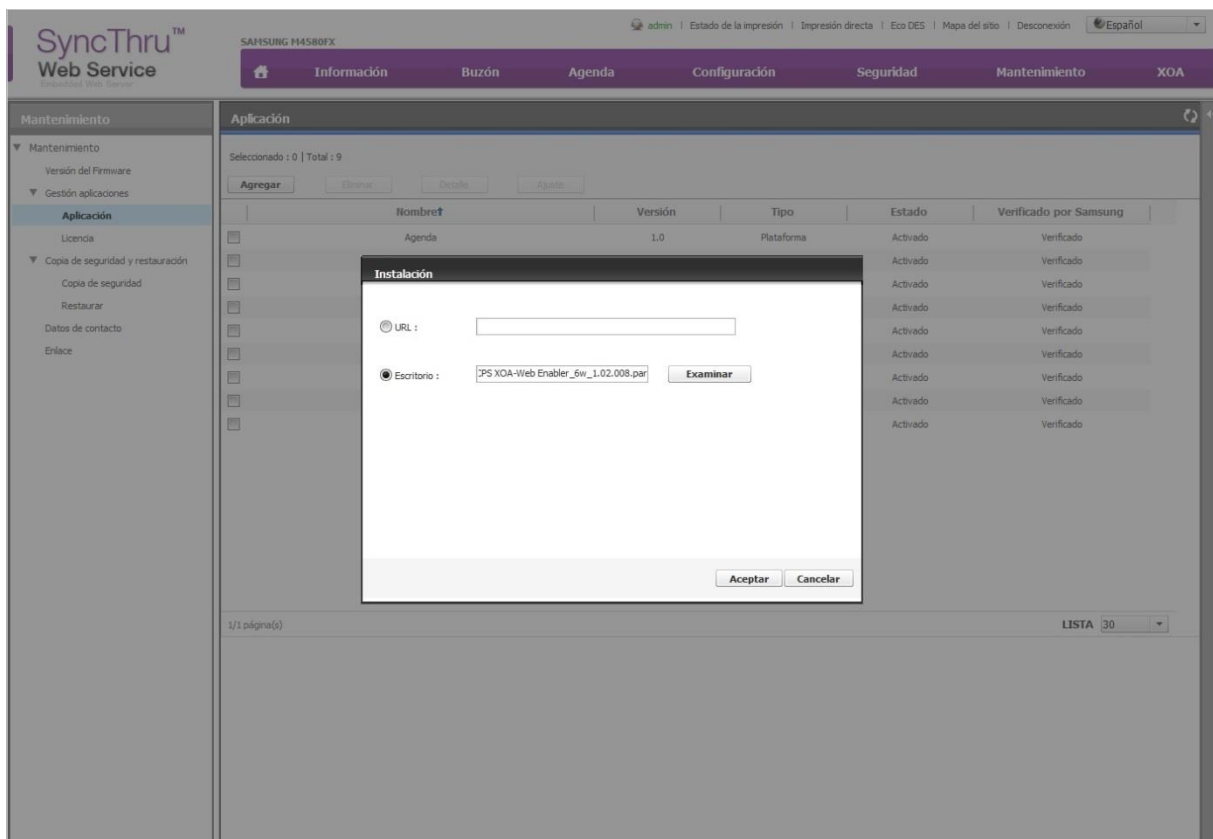 SyncThru™
Web Service
Embedded Web Server
SAMSUNG M4580FX
admin | Estado de la impresión | Impresión directa | Eco DES | Mapa del sitio | Desconexión Español
Información Buzón Agenda Configuración Seguridad Mantenimiento XOA
Mantenimiento
Mantenimiento
Versión del Firmware
Gestión aplicaciones
Aplicación
Licencia
Copia de seguridad y restauración
Copia de seguridad
Restaurar
Datos de contacto
Enlace
Aplicación
Seleccionado : 0 | Total : 9
Agregar Eliminar Detalle Ajuste
Nombre Versión Tipo Estado Verificado por Samsung
Agenda 1.0 Plataforma Activado Verificado
Activado Verificado
Activado Verificado
Activado Verificado
Activado Verificado
Activado Verificado
Activado Verificado
Activado Verificado
Activado Verificado
Instalación
URL :
Escritorio : CPS XOA-Web Enabler_6w_1.02.008.par Examinar
Aceptar Cancelar
1/1 página(s) LISTA 30